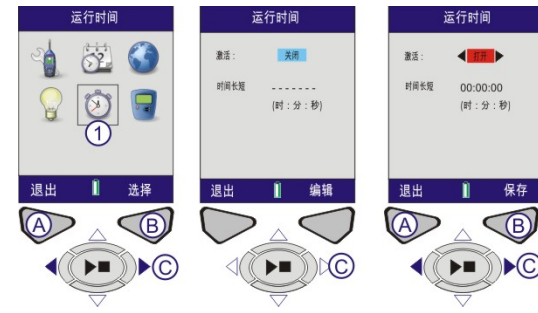 运行时间
1
退出 选择
A B
C
运行时间
激活: 关闭
时间长短 - - - - - - -
(时:分:秒)
退出 编辑
C
运行时间
激活: 打开
时间长短 00:00:00
(时:分:秒)
退出 保存
A B
C